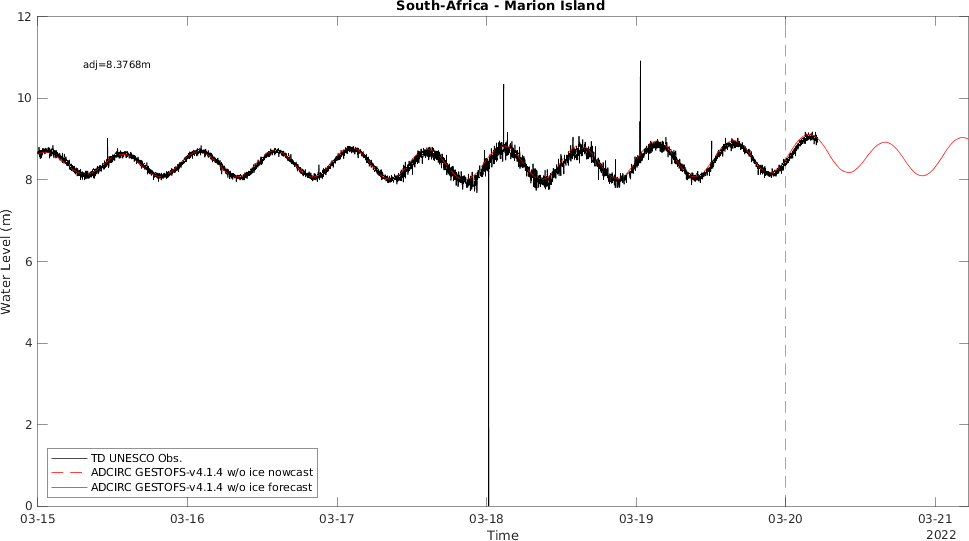 South-Africa - Marion Island
12
adj=8.3768m
10
8
6
4
2
0
Water Level (m)
TD UNESCO Obs.
ADCIRC GESTOFS-v4.1.4 w/o ice nowcast
ADCIRC GESTOFS-v4.1.4 w/o ice forecast
03-15 03-16 03-17 03-18 03-19 03-20 03-21
Time
2022